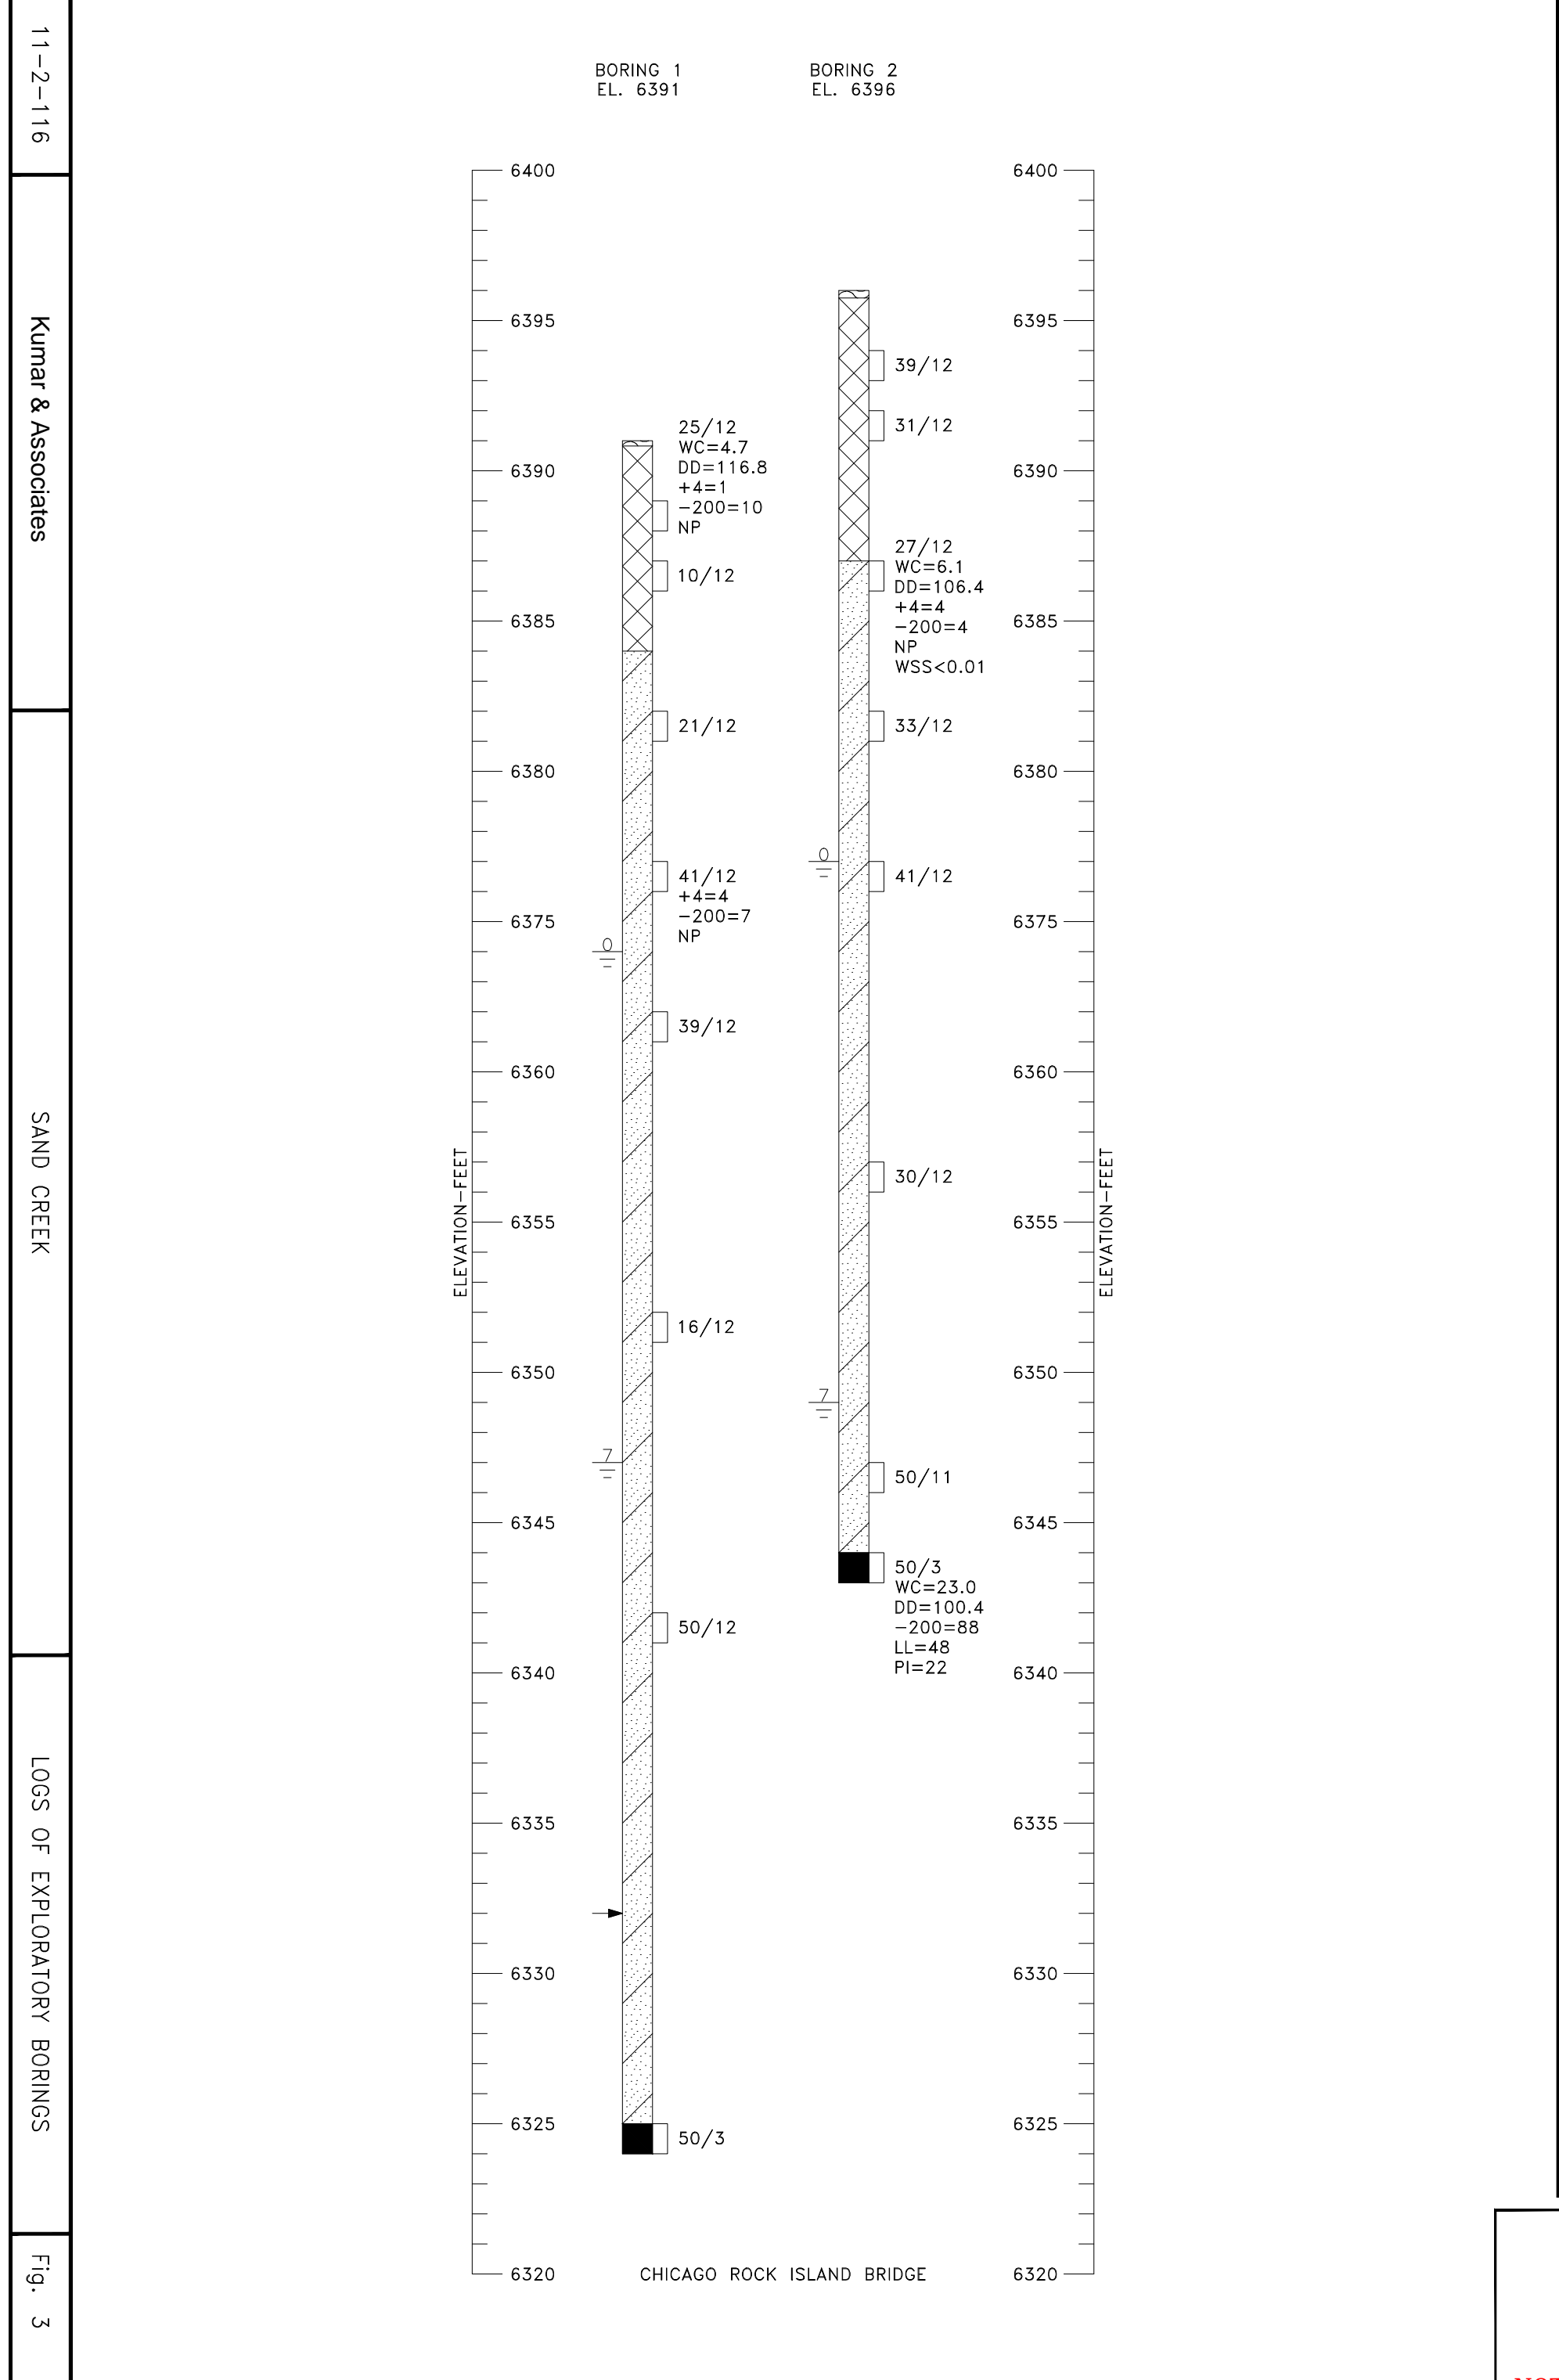 11-2-116
Kumar & Associates
SAND CREEK
LOGS OF EXPLORATORY BORINGS
Fig. 3
BORING 1
EL. 6391
BORING 2
EL. 6396
6400
6395
6390
6385
6380
6375
6360
6355
6350
6345
6340
6335
6330
6325
6320
ELEVATION-FEET
25/12
WC=4.7
DD=116.8
+4=1
-200=10
NP
10/12
21/12
41/12
+4=4
-200=7
NP
0
39/12
16/12
7
50/12
50/3
39/12
31/12
27/12
WC=6.1
DD=106.4
+4=4
-200=4
NP
WSS<0.01
33/12
0
41/12
30/12
7
50/11
50/3
WC=23.0
DD=100.4
-200=88
LL=48
PI=22
6400
6395
6390
6385
6380
6375
6360
6355
6350
6345
6340
6335
6330
6325
6320
ELEVATION-FEET
CHICAGO ROCK ISLAND BRIDGE